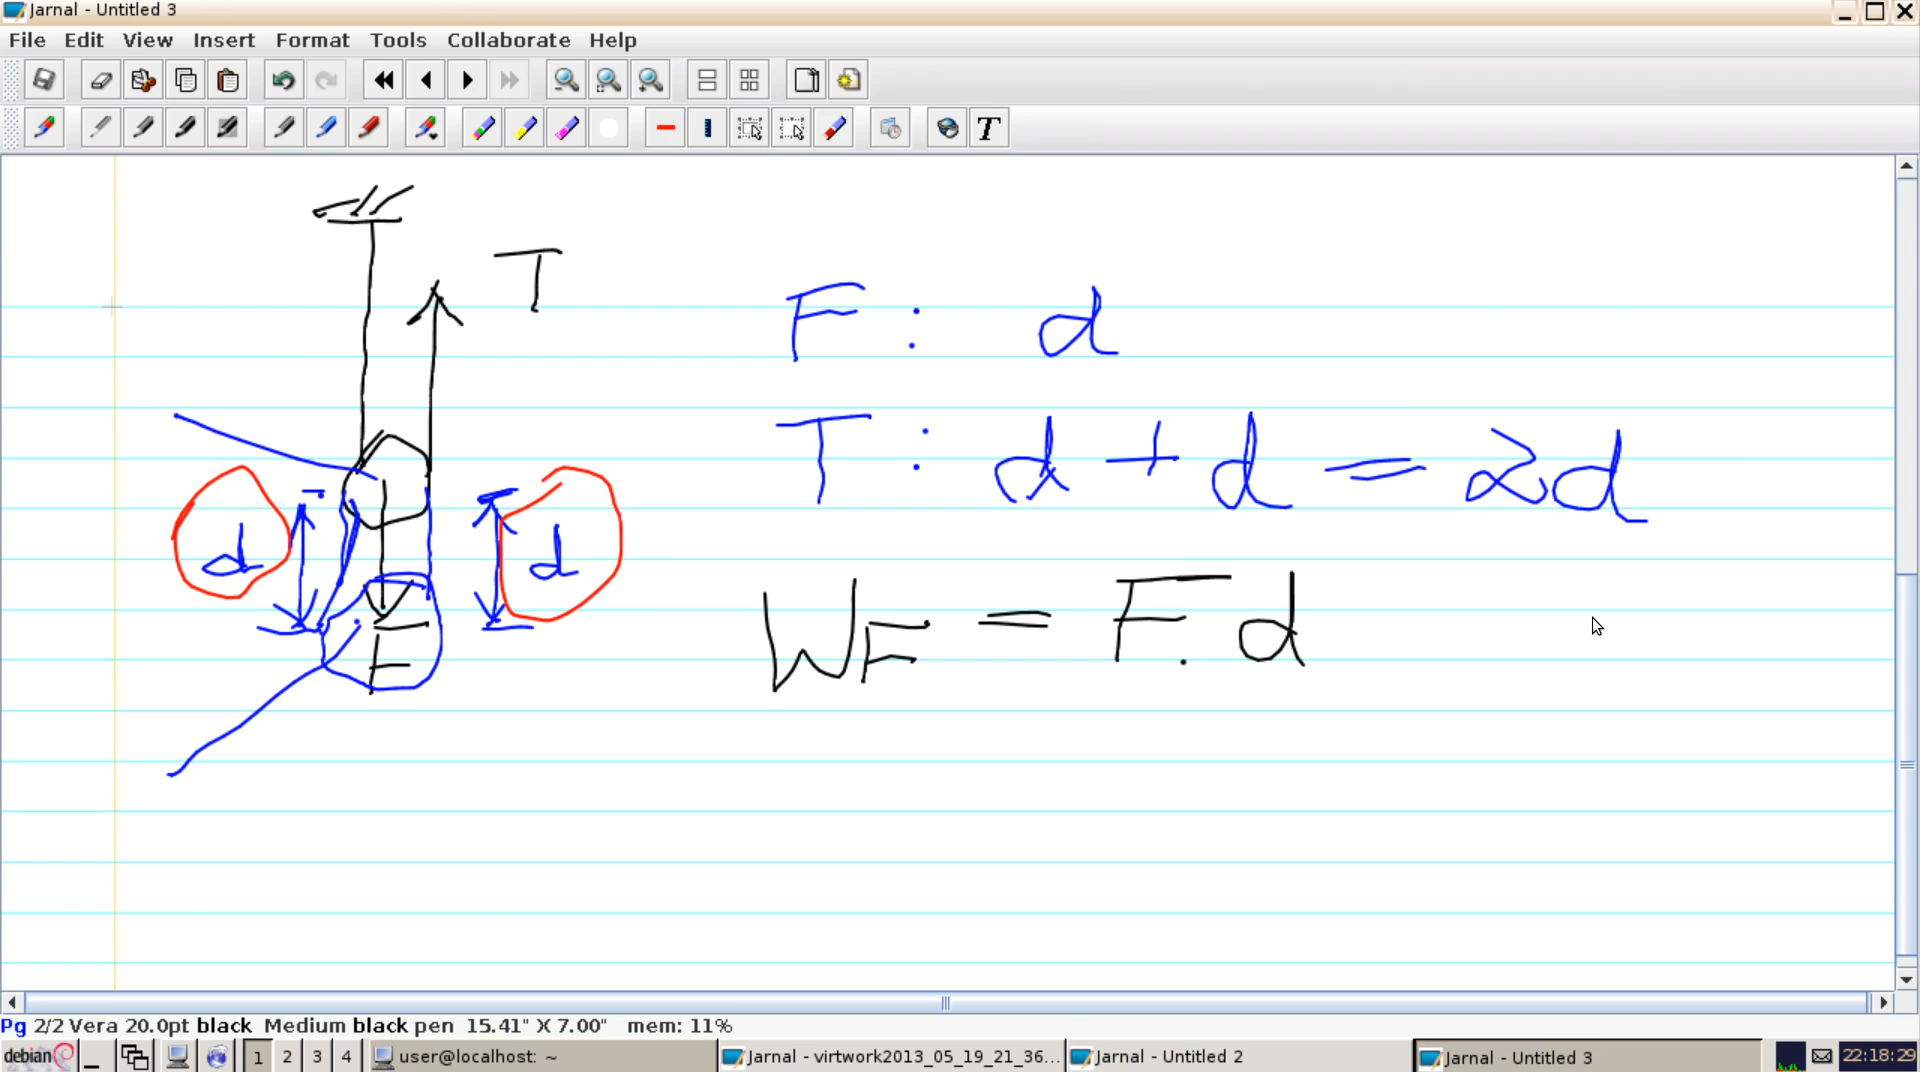 Jarnal - Untitled 3
File Edit View Insert Format Tools Collaborate Help
T
T
F : d
T : d + d = 2d
d
d
F
W_F = F. d
Pg 2/2 Vera 20.0pt black Medium black pen 15.41" X 7.00" mem: 11%
debian 1 2 3 4 user@localhost: ~ Jarnal - virtwork2013_05_19_21_36... Jarnal - Untitled 2 Jarnal - Untitled 3 22:18:29